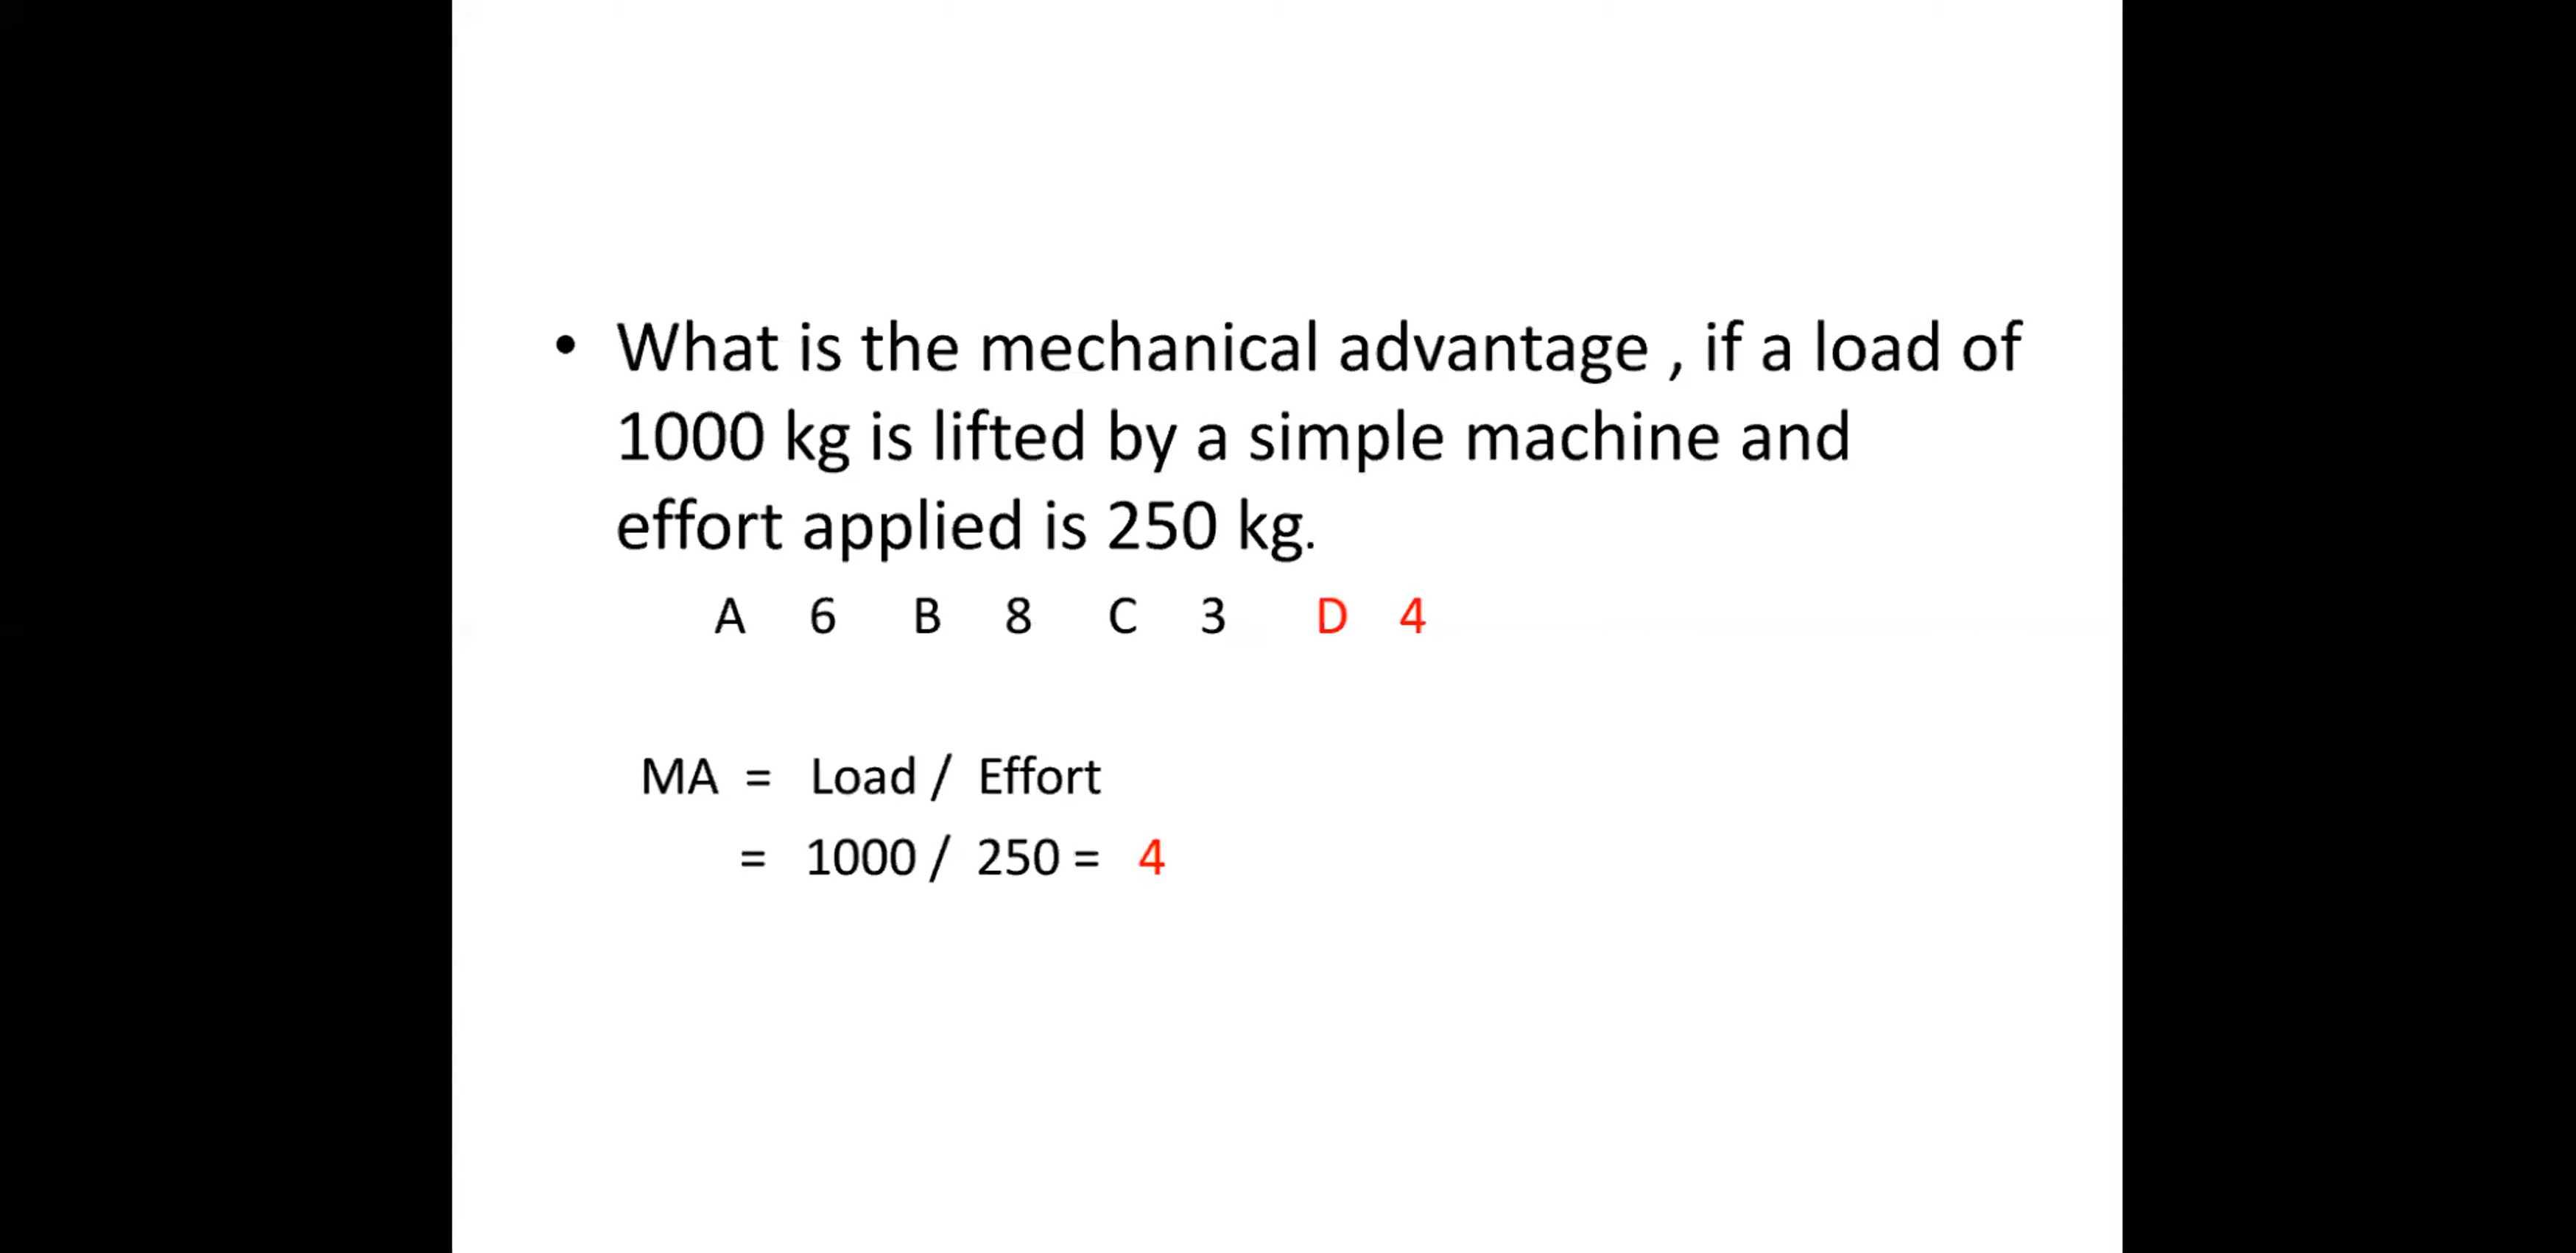 • What is the mechanical advantage , if a load of
1000 kg is lifted by a simple machine and
effort applied is 250 kg.
A 6 B 8 C 3 D 4
MA = Load / Effort
= 1000 / 250 = 4